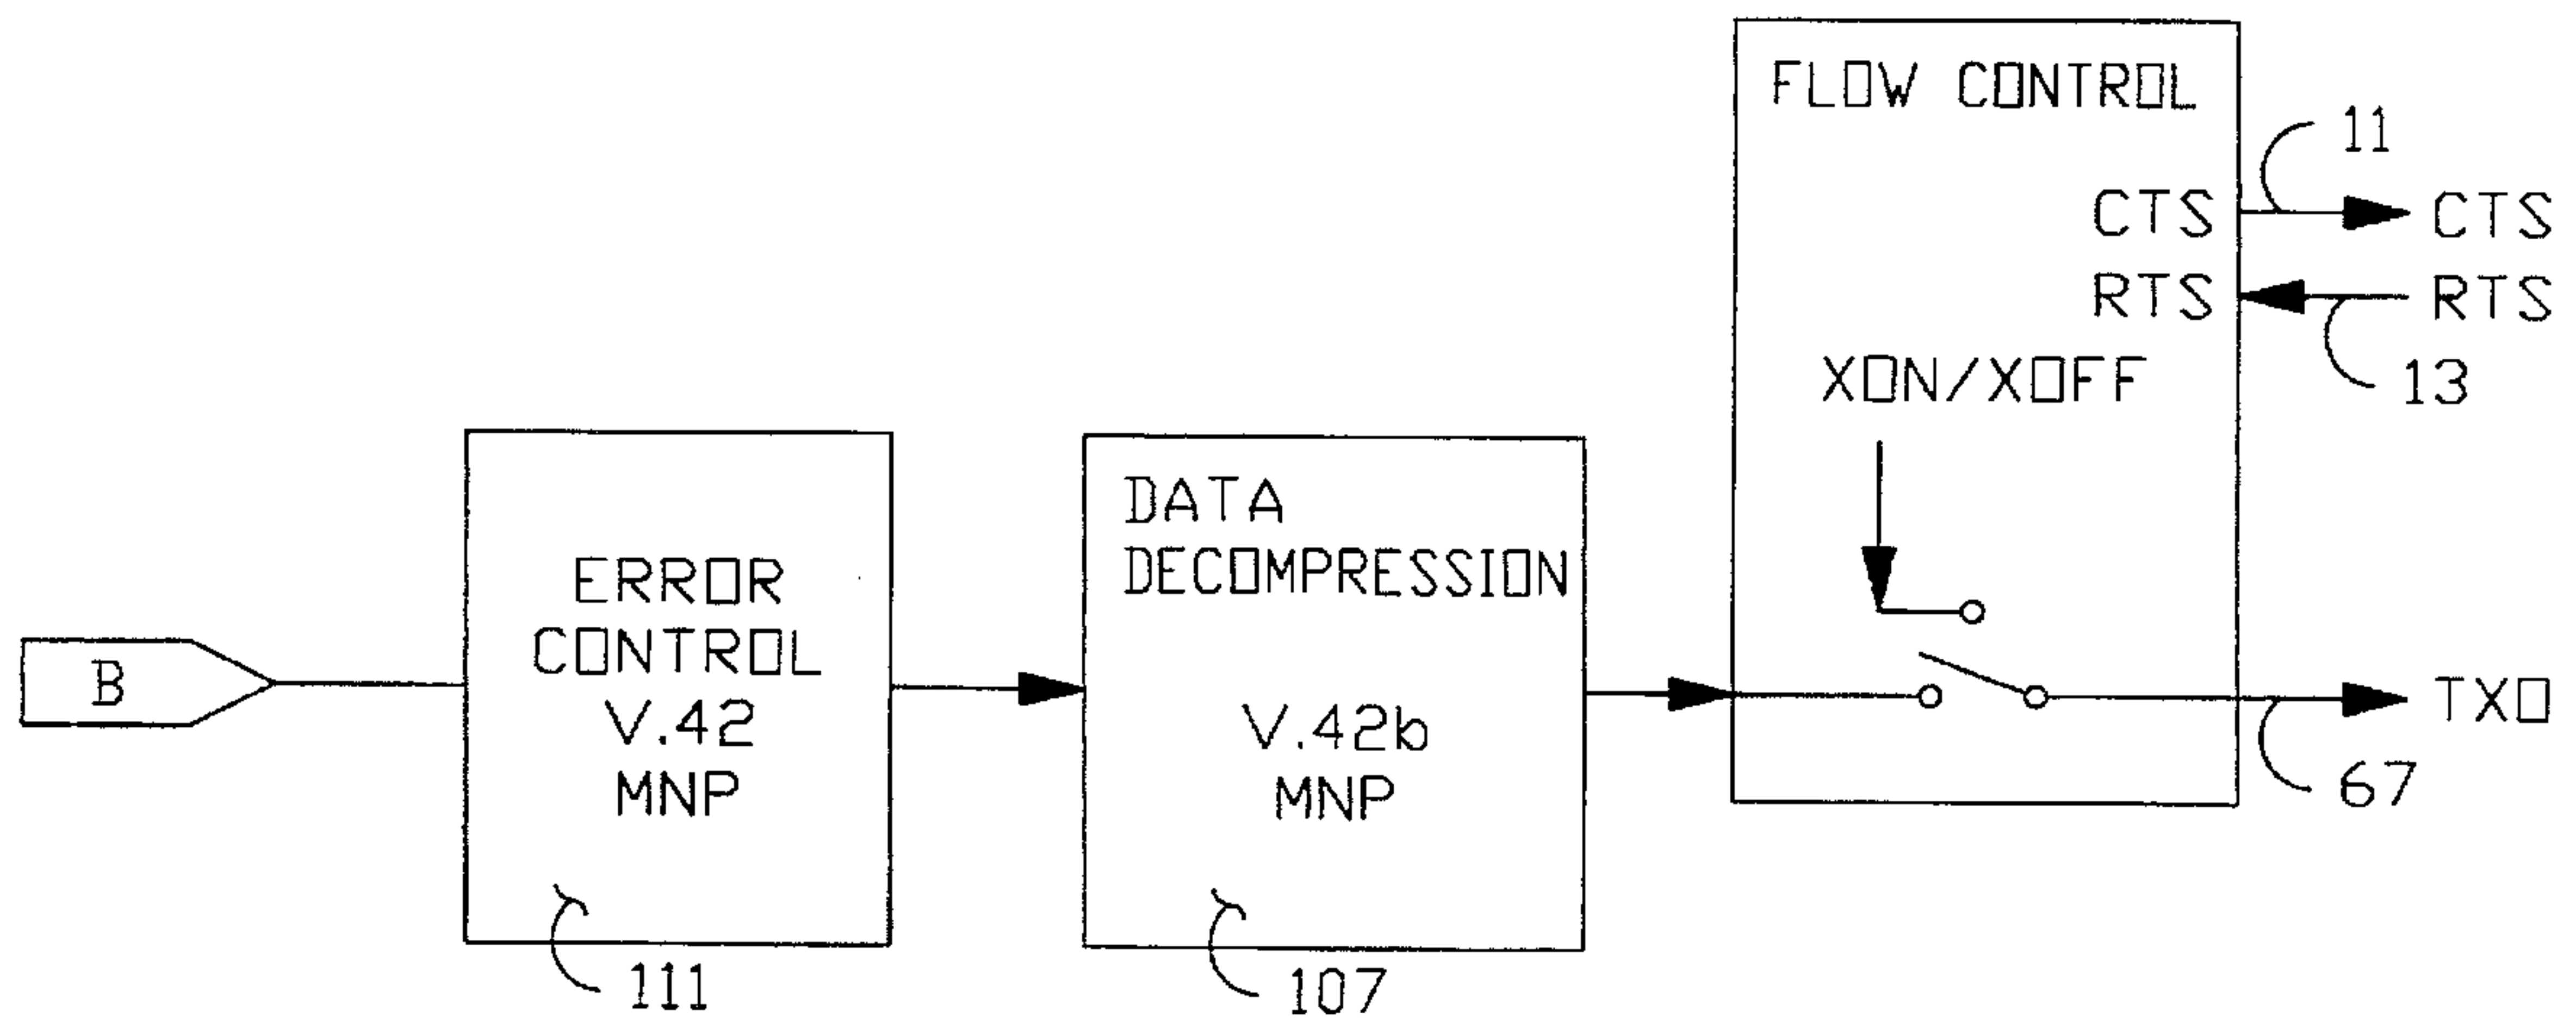 FLOW CONTROL
11
CTS
CTS
RTS
RTS
XON/XOFF
13
DATA
DECOMPRESSION
V.42b
MNP
ERROR
CONTROL
V.42
MNP
B
TXO
67
111
107